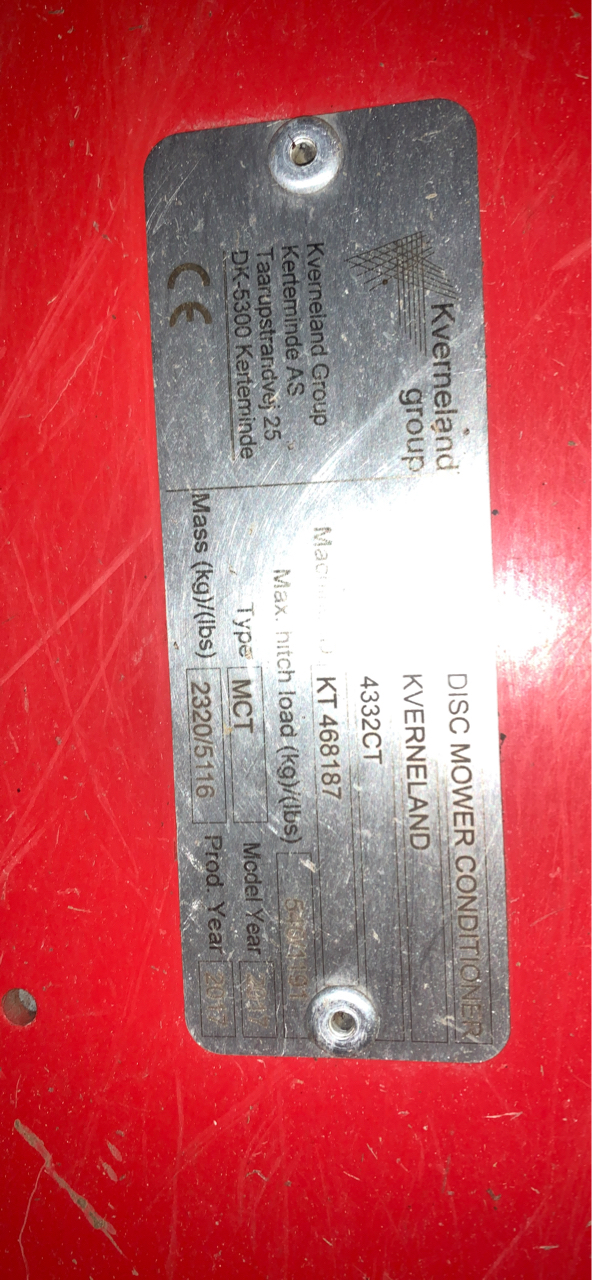 Kverneland
group
Kverneland Group
Kerteminde AS
Taarupstrandvej 25
DK-5300 Kerteminde
CE
DISC MOWER CONDITIONER
KVERNELAND
4332CT
KT 468187
Max. hitch load (kg)/(lbs)
Type MCT Model Year
Mass (kg)/(lbs) 2320/5116 Prod. Year